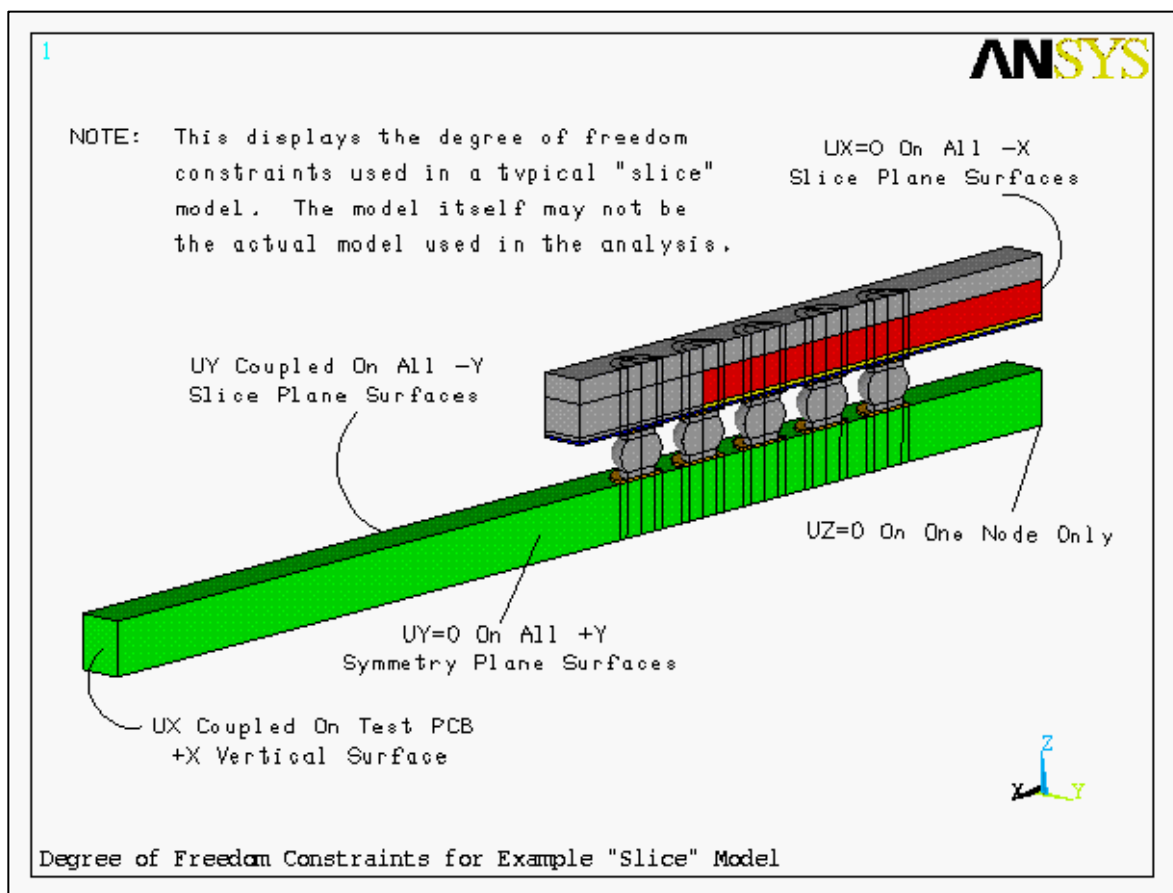 1
ANSYS
NOTE: This displays the degree of freedom
constraints used in a tvpical "slice"
model. The model itself may not be
the actual model used in the analysis.
UX=0 On All -X
Slice Plane Surfaces
UY Coupled On All -Y
Slice Plane Surfaces
UZ=0 On One Node Only
UY=0 On All +Y
Symmetry Plane Surfaces
UX Coupled On Test PCB
+X Vertical Surface
Z
X
Y
Degree of Freedom Constraints for Example "Slice" Model